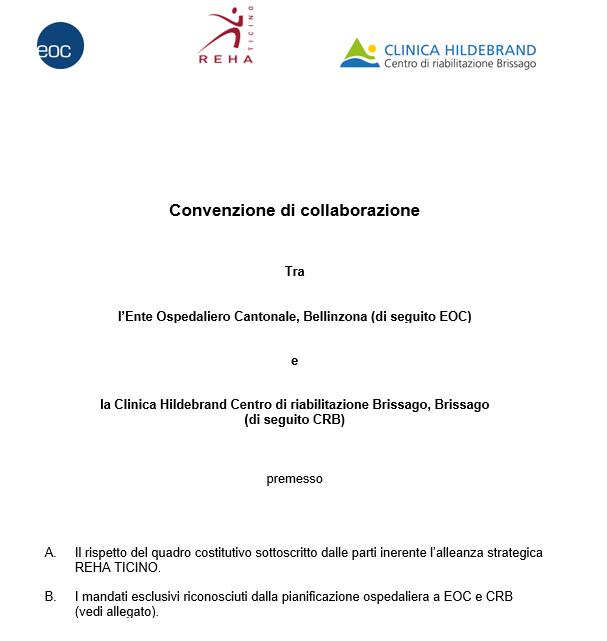 eoc
REHA
TICINO
CLINICA HILDEBRAND
Centro di riabilitazione Brissago
Convenzione di collaborazione
Tra
l’Ente Ospedaliero Cantonale, Bellinzona (di seguito EOC)
e
la Clinica Hildebrand Centro di riabilitazione Brissago, Brissago
(di seguito CRB)
premesso
A. Il rispetto del quadro costitutivo sottoscritto dalle parti inerente l’alleanza strategica
REHA TICINO.
B. I mandati esclusivi riconosciuti dalla pianificazione ospedaliera a EOC e CRB
(vedi allegato).